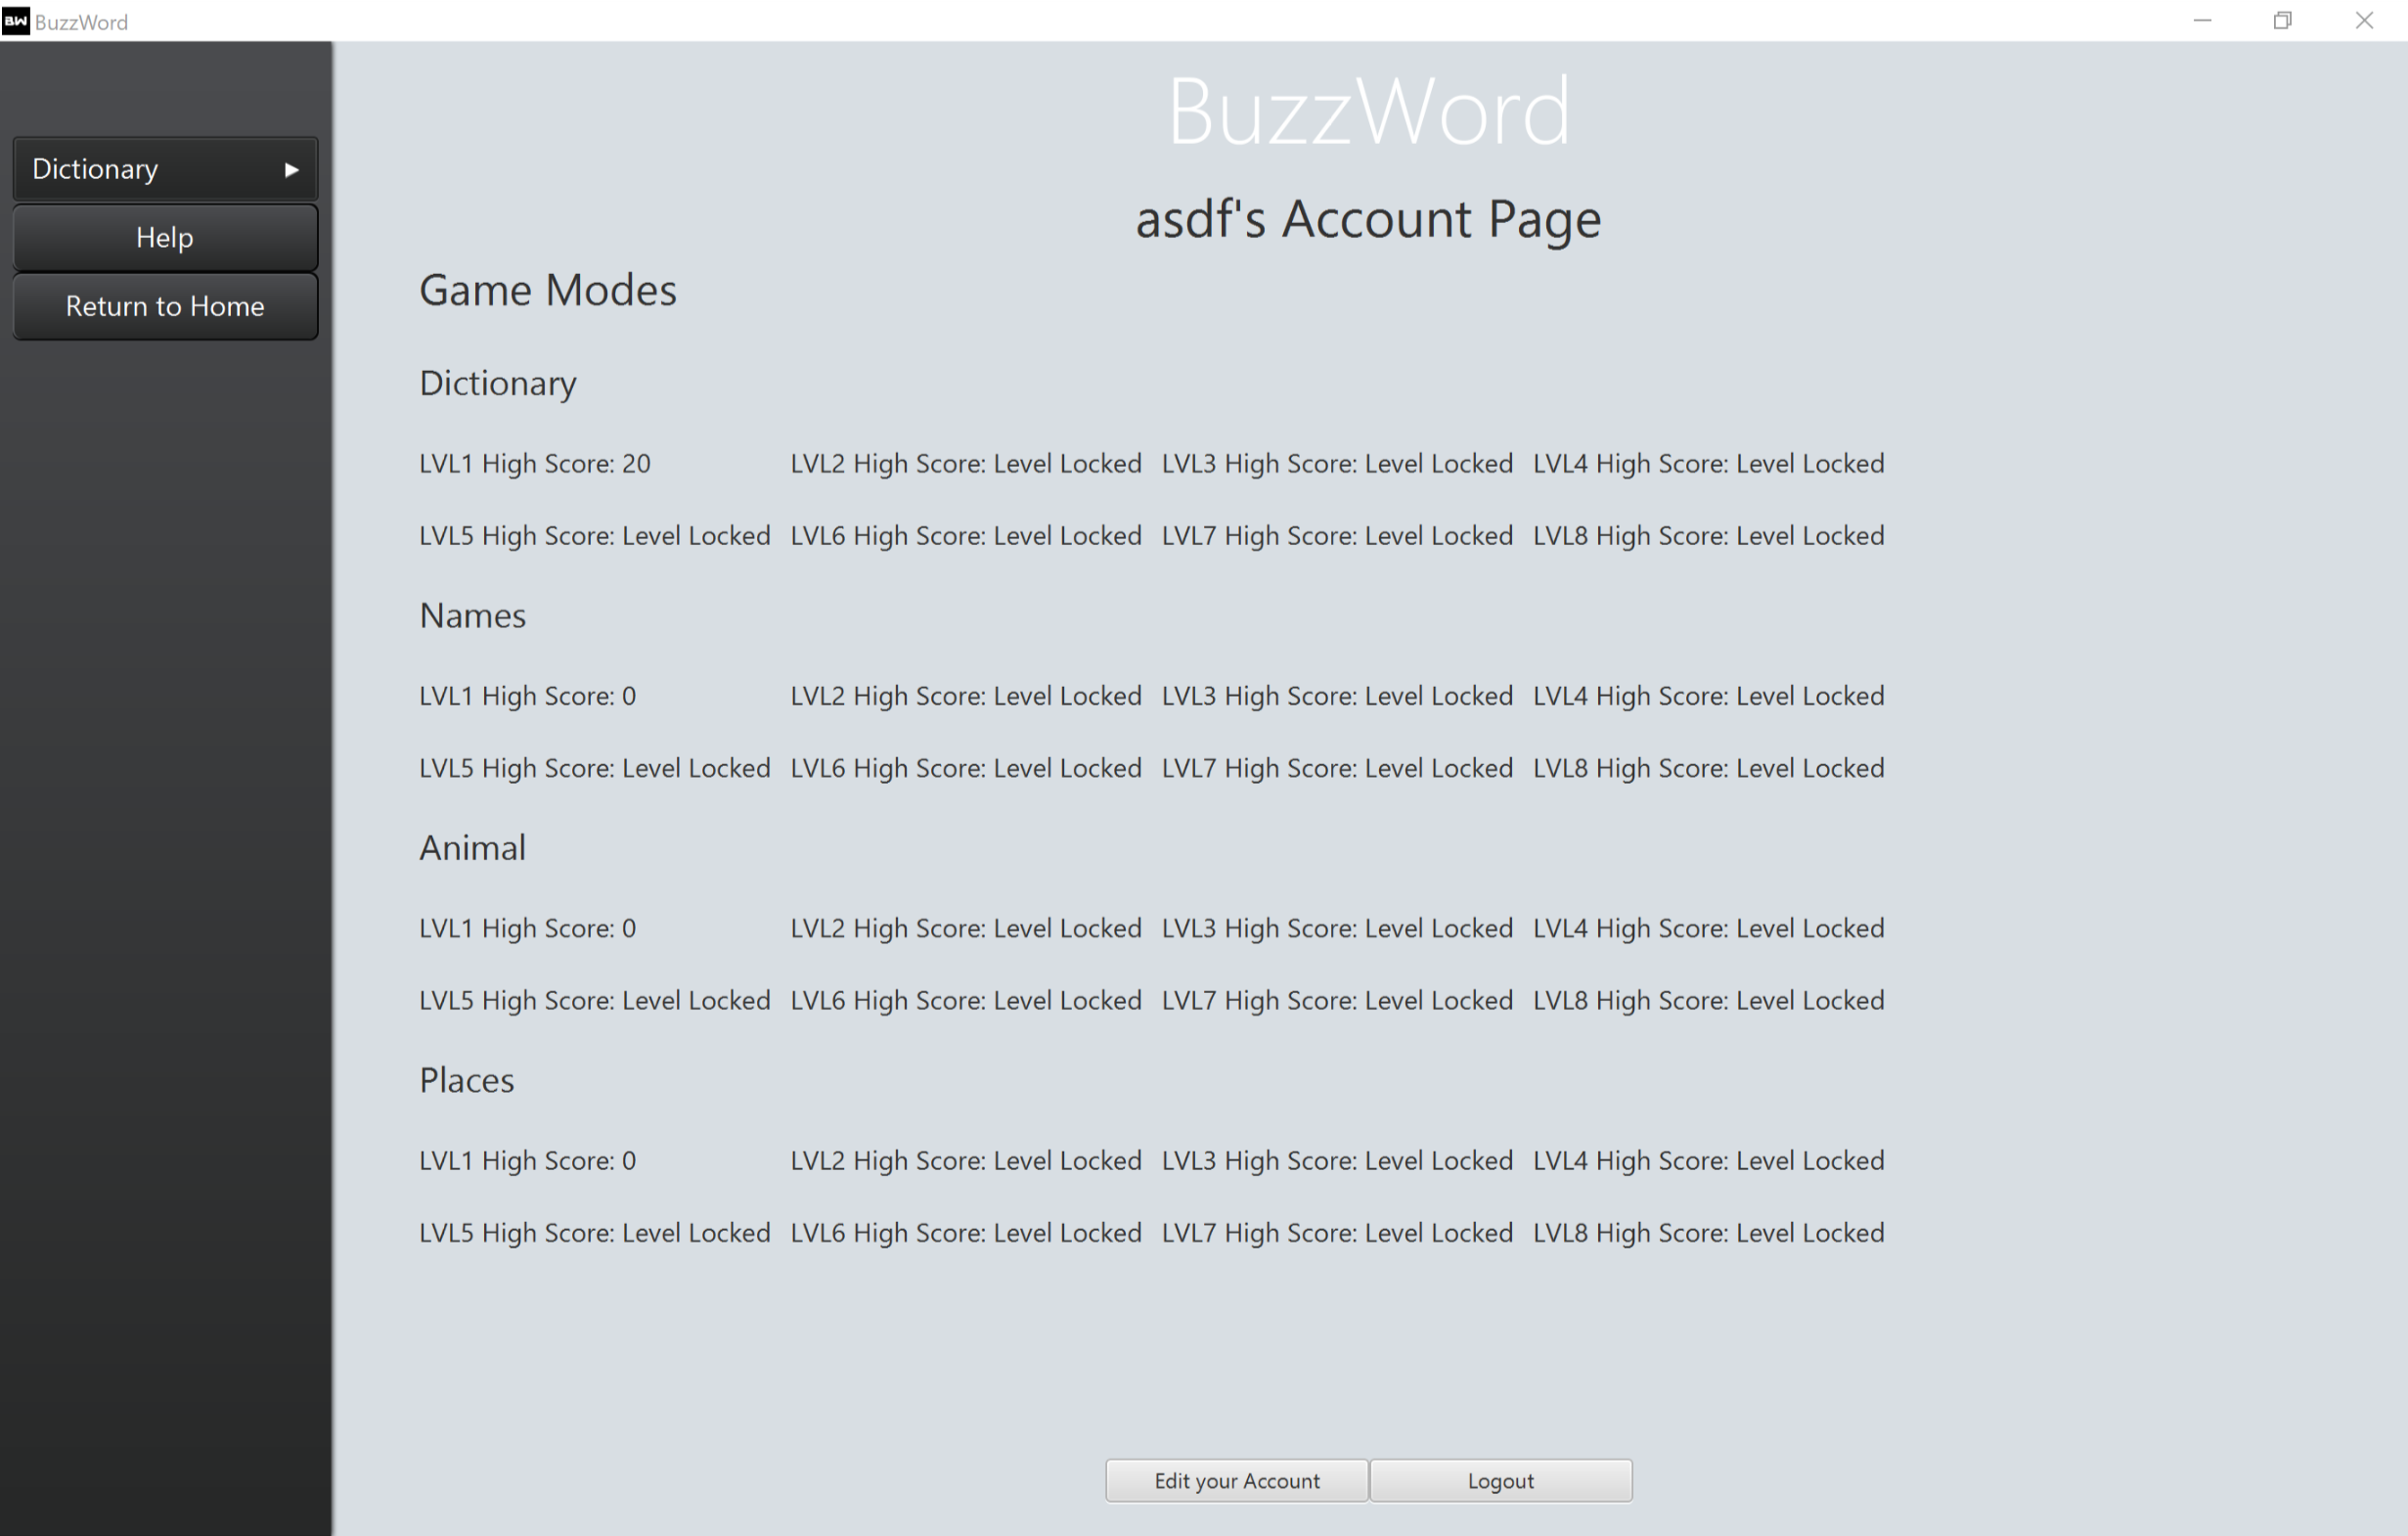 BW BuzzWord
Dictionary
Help
Return to Home
BuzzWord
asdf's Account Page
Game Modes
Dictionary
LVL1 High Score: 20 LVL2 High Score: Level Locked LVL3 High Score: Level Locked LVL4 High Score: Level Locked
LVL5 High Score: Level Locked LVL6 High Score: Level Locked LVL7 High Score: Level Locked LVL8 High Score: Level Locked
Names
LVL1 High Score: 0 LVL2 High Score: Level Locked LVL3 High Score: Level Locked LVL4 High Score: Level Locked
LVL5 High Score: Level Locked LVL6 High Score: Level Locked LVL7 High Score: Level Locked LVL8 High Score: Level Locked
Animal
LVL1 High Score: 0 LVL2 High Score: Level Locked LVL3 High Score: Level Locked LVL4 High Score: Level Locked
LVL5 High Score: Level Locked LVL6 High Score: Level Locked LVL7 High Score: Level Locked LVL8 High Score: Level Locked
Places
LVL1 High Score: 0 LVL2 High Score: Level Locked LVL3 High Score: Level Locked LVL4 High Score: Level Locked
LVL5 High Score: Level Locked LVL6 High Score: Level Locked LVL7 High Score: Level Locked LVL8 High Score: Level Locked
Edit your Account Logout